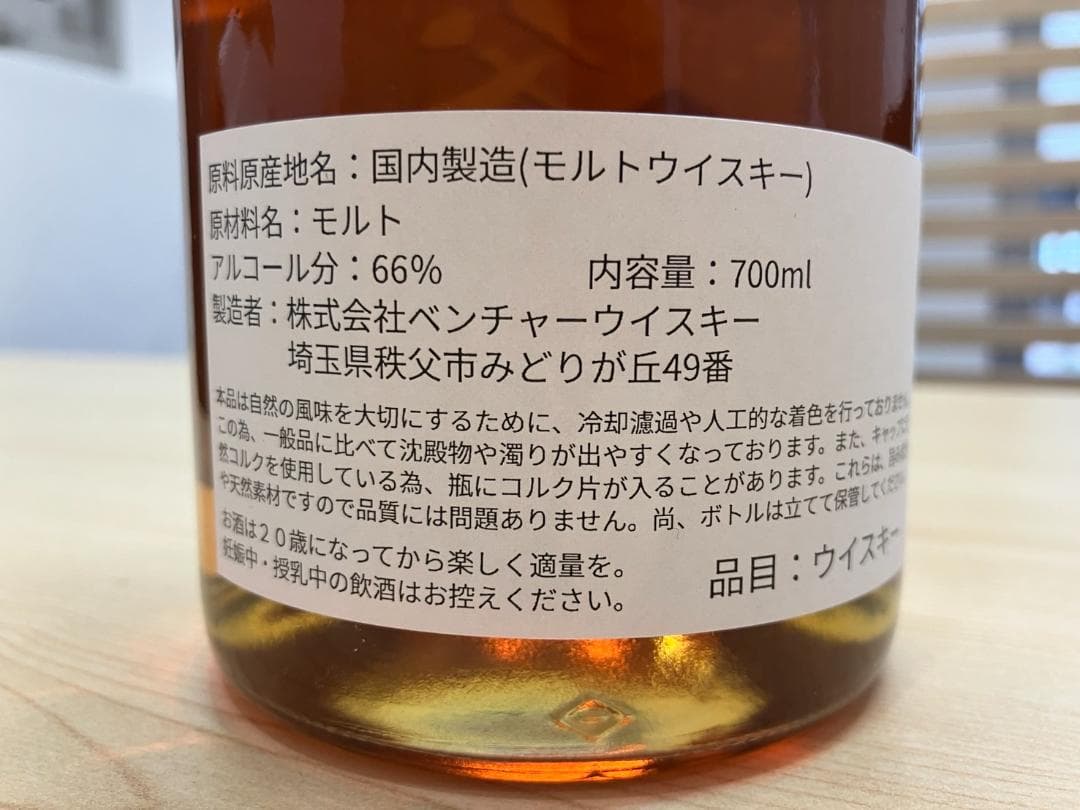 原料原産地名：国内製造(モルトウイスキー)
原材料名：モルト
アルコール分：66％ 内容量：700ml
製造者：株式会社ベンチャーウイスキー
埼玉県秩父市みどりが丘49番
本品は自然の風味を大切にするために、冷却濾過や人工的な着色を行っておりません
この為、一般品に比べて沈殿物や濁りが出やすくなっております。また、キャップに
然コルクを使用している為、瓶にコルク片が入ることがあります。これらは、
や天然素材ですので品質には問題ありません。尚、ボトルは立てて保管してください
お酒は２０歳になってから楽しく適量を。
妊娠中・授乳中の飲酒はお控えください。
品目：ウイスキー